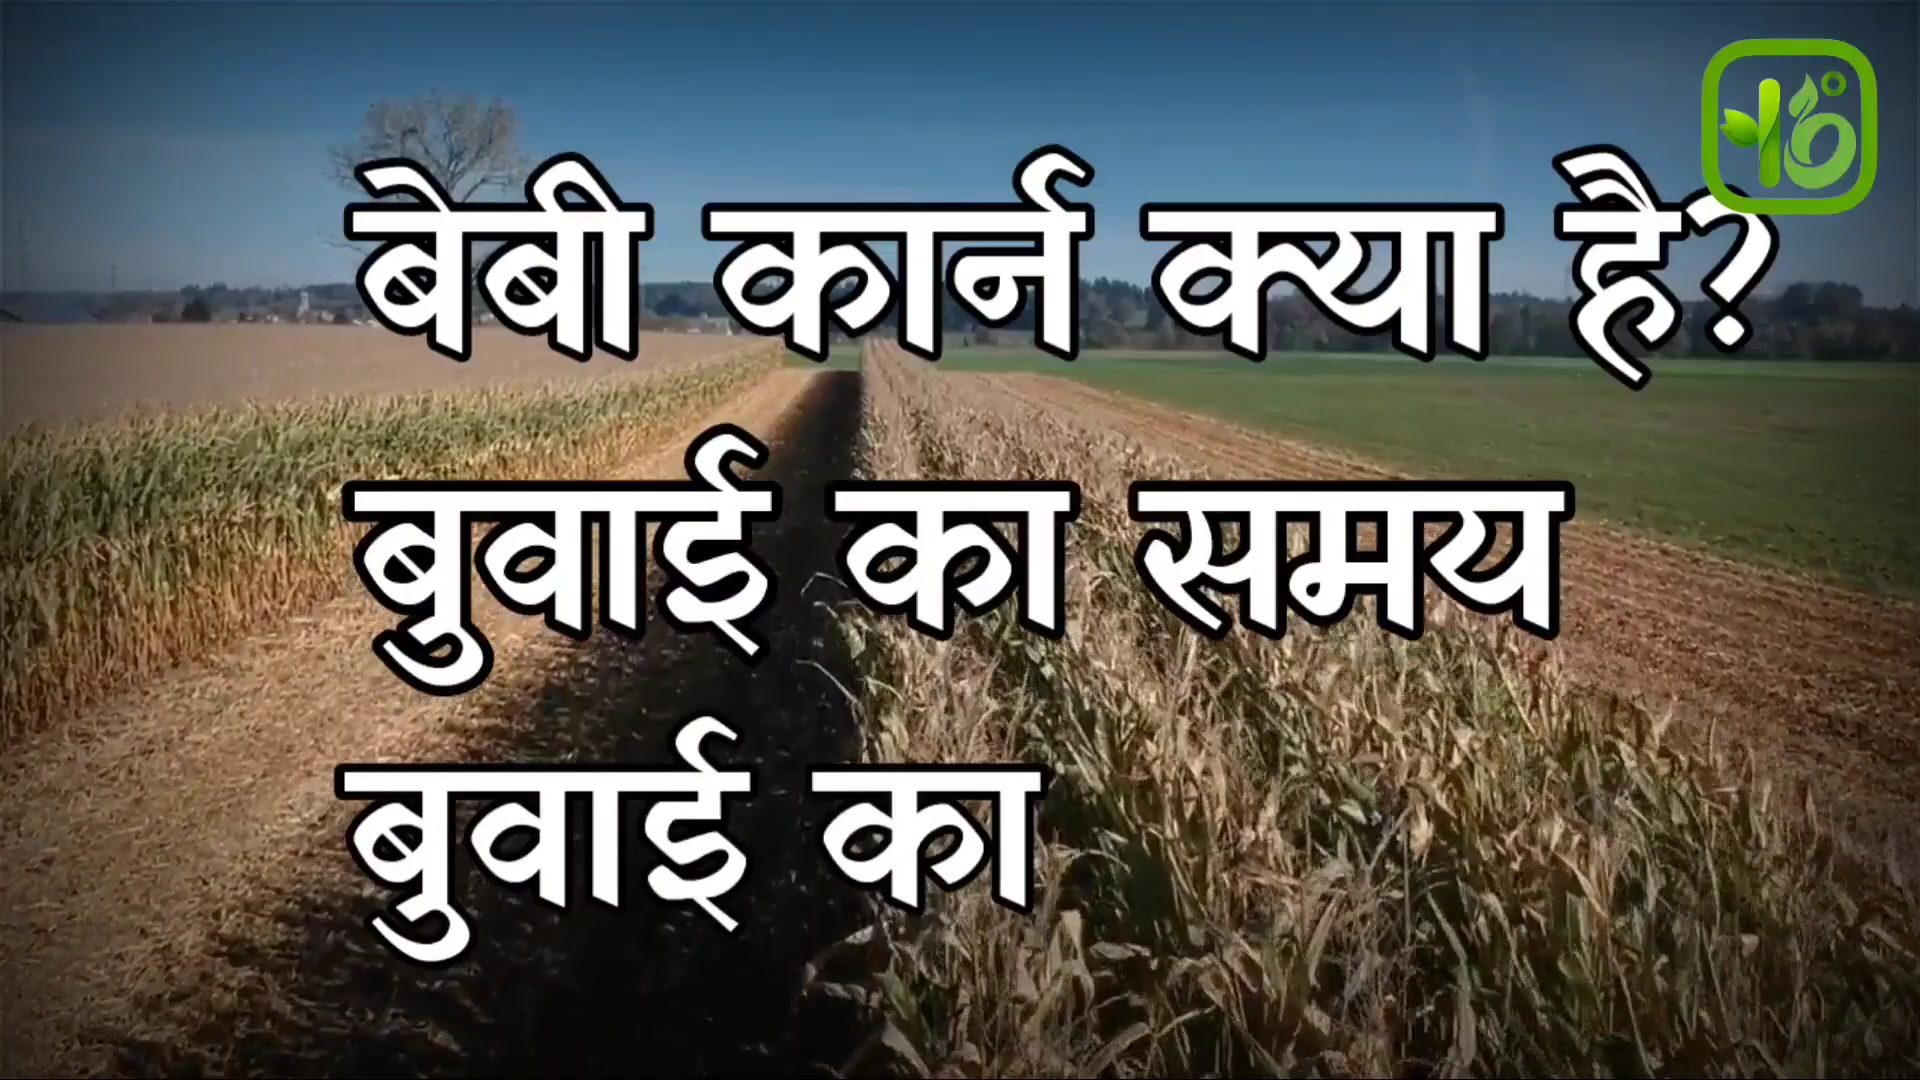 बेबी कार्न क्या है?
बुवाई का समय
बुवाई का